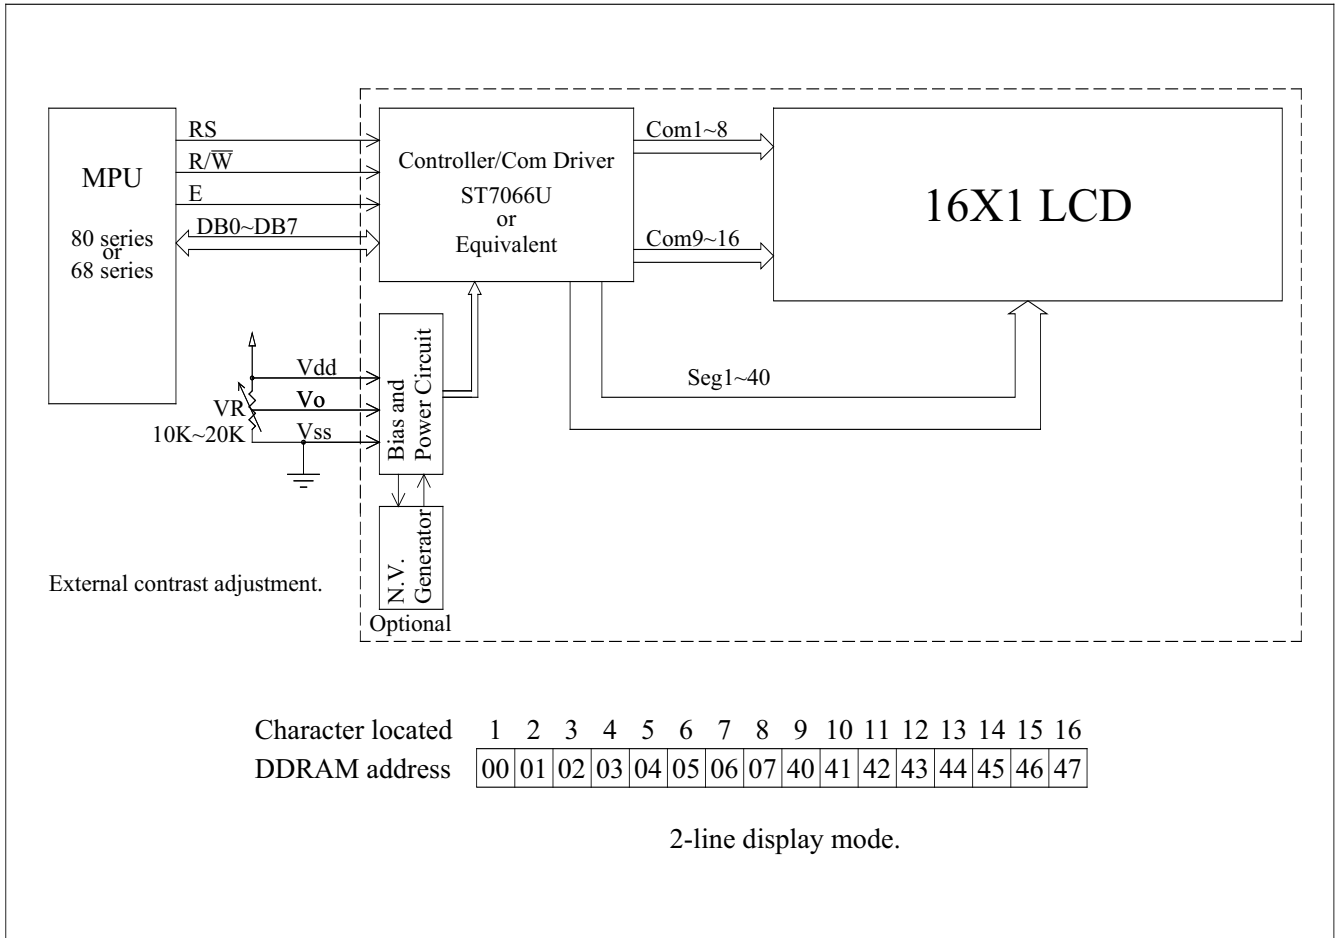 RS
R/W̅
E
DB0~DB7
MPU
80 series
or
68 series
Controller/Com Driver
ST7066U
or
Equivalent
Com1~8
Com9~16
16X1 LCD
Seg1~40
Vdd
Vo
Vss
VR
10K~20K
Bias and
Power Circuit
N.V.
Generator
Optional
External contrast adjustment.
Character located 1 2 3 4 5 6 7 8 9 10 11 12 13 14 15 16
DDRAM address 00 01 02 03 04 05 06 07 40 41 42 43 44 45 46 47
2-line display mode.